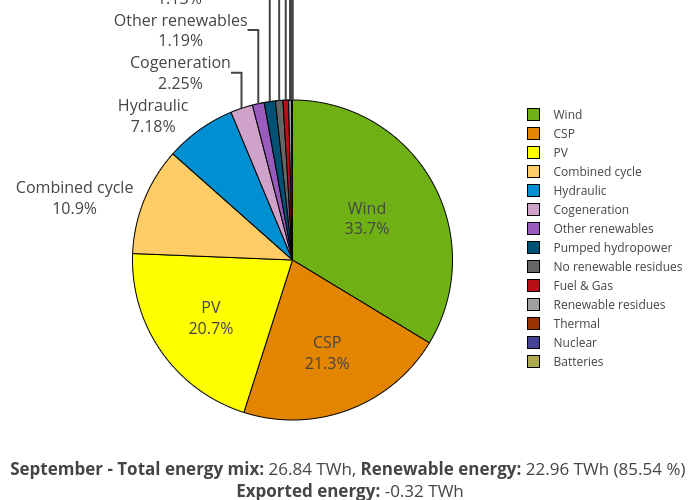 Other renewables
1.19%
Cogeneration
2.25%
Hydraulic
7.18%
Combined cycle
10.9%
Wind
33.7%
PV
20.7%
CSP
21.3%
Wind
CSP
PV
Combined cycle
Hydraulic
Cogeneration
Other renewables
Pumped hydropower
No renewable residues
Fuel & Gas
Renewable residues
Thermal
Nuclear
Batteries
September - Total energy mix: 26.84 TWh, Renewable energy: 22.96 TWh (85.54 %)
Exported energy: -0.32 TWh